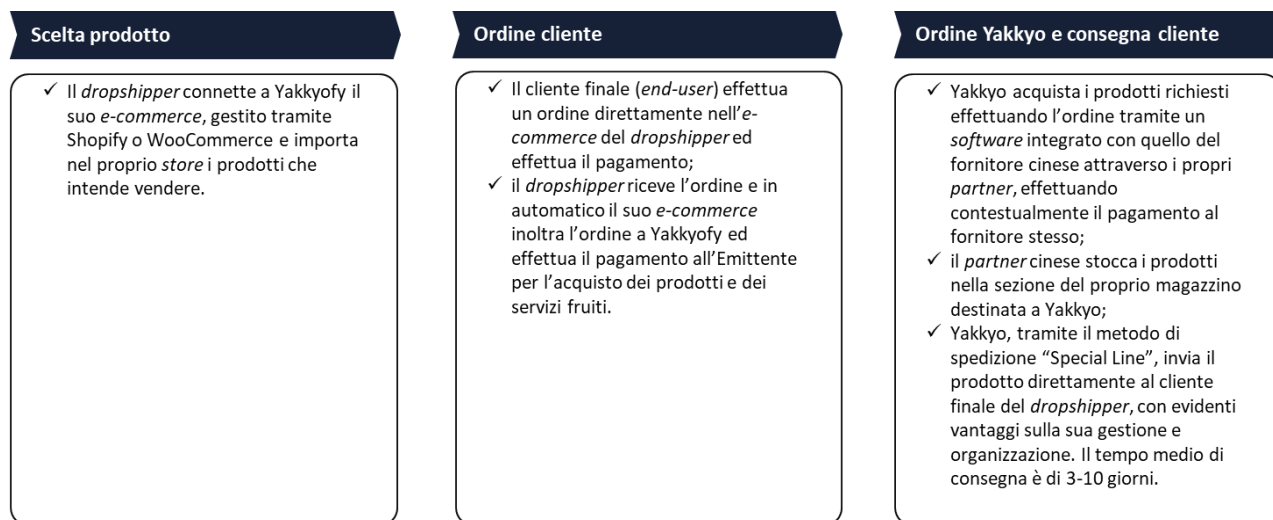 Scelta prodotto
✓ Il dropshipper connette a Yakkyofy il
suo e-commerce, gestito tramite
Shopify o WooCommerce e importa
nel proprio store i prodotti che
intende vendere.
Ordine cliente
✓ Il cliente finale (end-user) effettua
un ordine direttamente nell’e-
commerce del dropshipper ed
effettua il pagamento;
✓ il dropshipper riceve l’ordine e in
automatico il suo e-commerce
inoltra l’ordine a Yakkyofy ed
effettua il pagamento all’Emittente
per l’acquisto dei prodotti e dei
servizi fruiti.
Ordine Yakkyo e consegna cliente
✓ Yakkyo acquista i prodotti richiesti
effettuando l’ordine tramite un
software integrato con quello del
fornitore cinese attraverso i propri
partner, effettuando
contestualmente il pagamento al
fornitore stesso;
✓ il partner cinese stocca i prodotti
nella sezione del proprio magazzino
destinata a Yakkyo;
✓ Yakkyo, tramite il metodo di
spedizione “Special Line”, invia il
prodotto direttamente al cliente
finale del dropshipper, con evidenti
vantaggi sulla sua gestione e
organizzazione. Il tempo medio di
consegna è di 3-10 giorni.